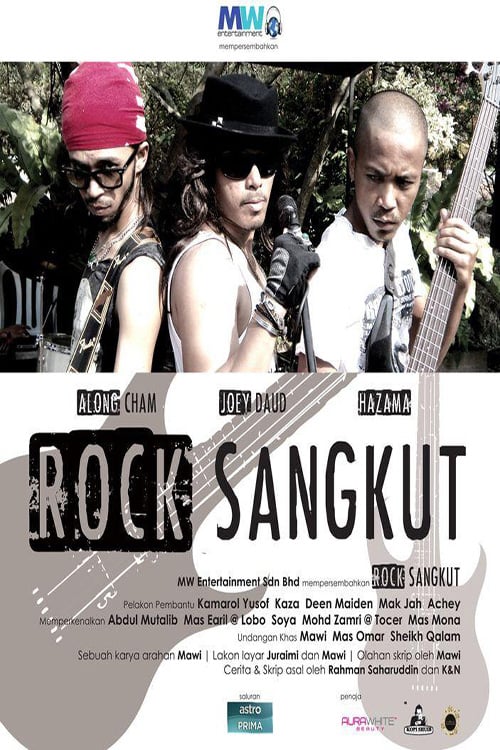 MW
entertainment
mempersembahkan
ALONG CHAM JOEY DAUD HAZAMA
ROCK SANGKUT
MW Entertainment Sdn Bhd mempersembahkan ROCK SANGKUT
Pelakon Pembantu Kamarol Yusof Kaza Deen Maiden Mak Jah Achey
Memperkenalkan Abdul Mutalib Mas Earil @ Lobo Soya Mohd Zamri @ Tocer Mas Mona
Undangan Khas Mawi Mas Omar Sheikh Qalam
Sebuah karya arahan Mawi | Lakon layar Juraimi dan Mawi | Olahan skrip oleh Mawi
Cerita & Skrip asal oleh Rahman Saharuddin dan K&N
saluran penaja
astro
PRIMA
AURAWHITE
BEAUTY